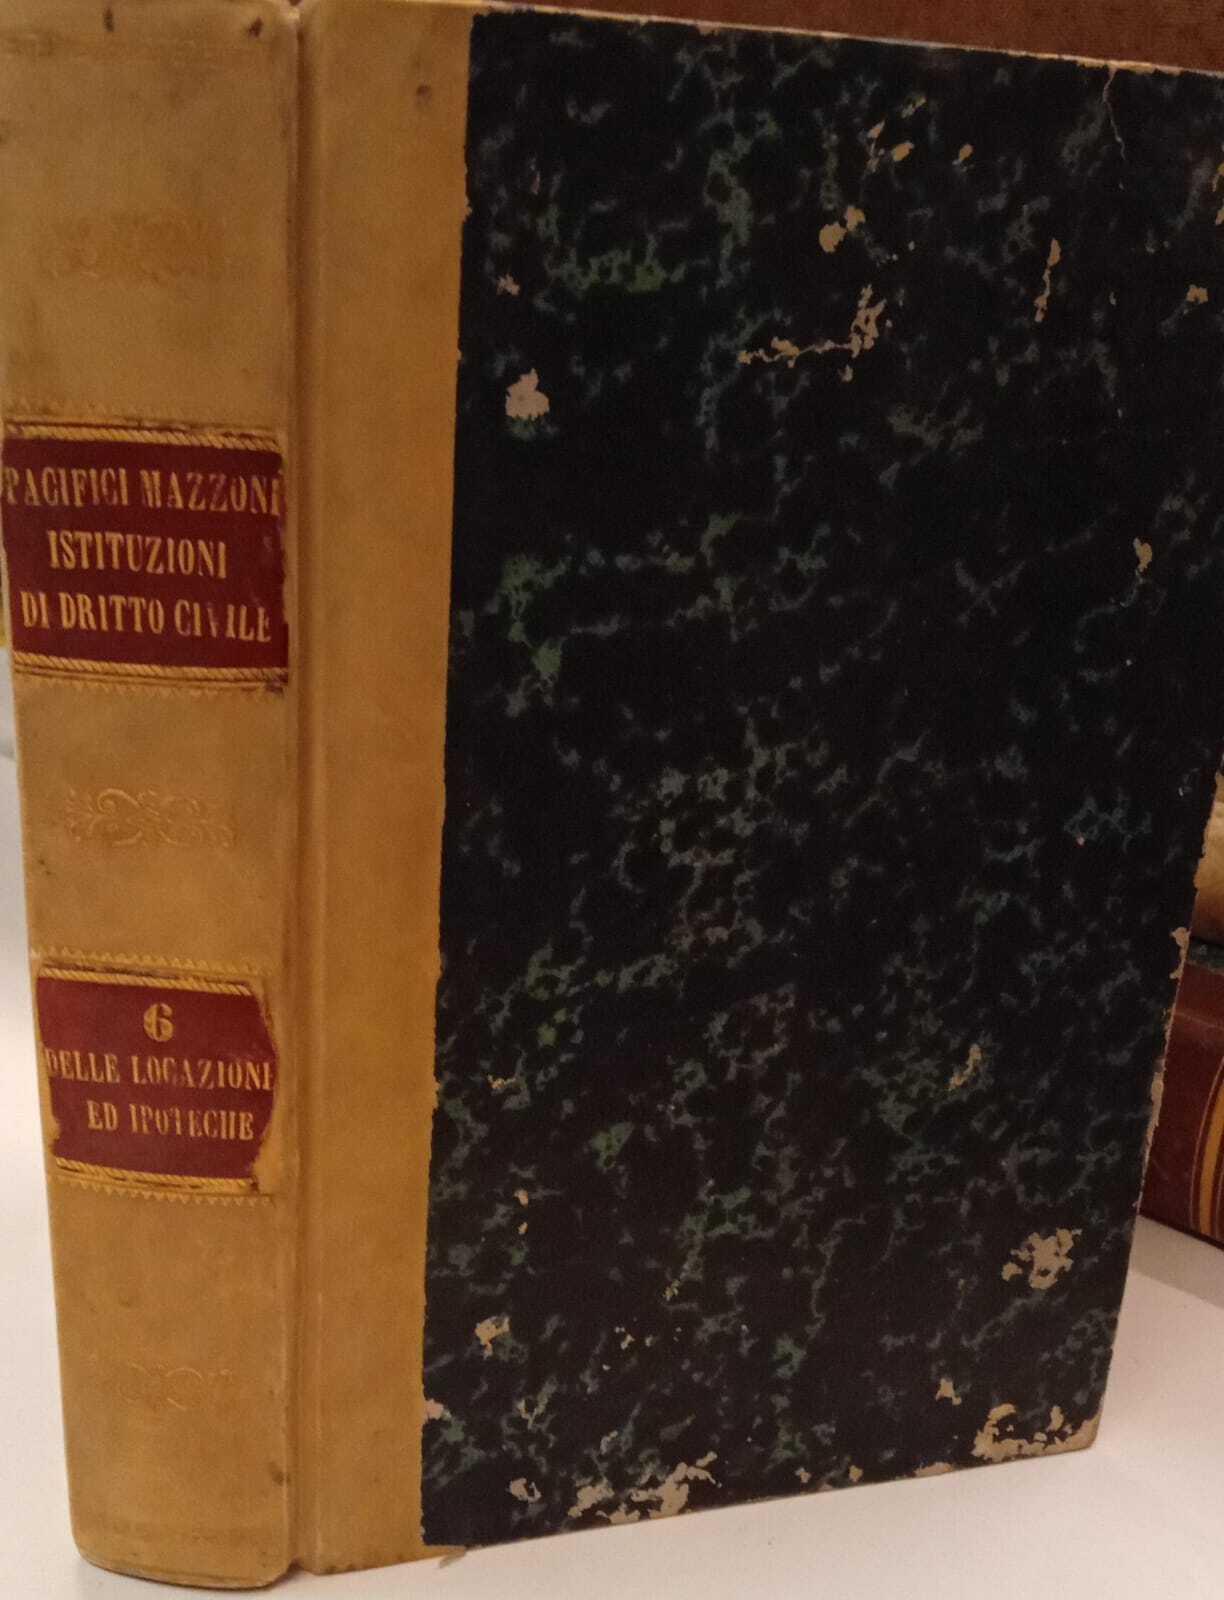 PACIFICI MAZZONI
ISTITUZIONI
DI DRITTO CIVILE
6
DELLE LOCAZIONI
ED IPOTECHE